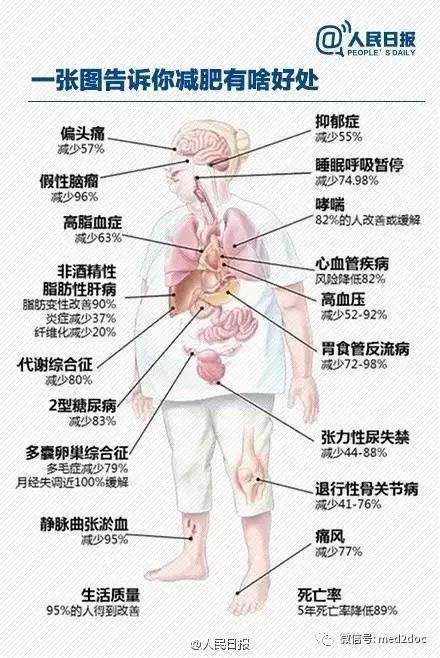 @人民日报
PEOPLE'S DAILY
一张图告诉你减肥有啥好处
偏头痛
减少57%
假性脑瘤
减少96%
高脂血症
减少63%
非酒精性
脂肪性肝病
脂肪变性改善90%
炎症减少37%
纤维化减少20%
代谢综合征
减少80%
2型糖尿病
减少83%
多囊卵巢综合征
多毛症减少79%
月经失调近100%缓解
静脉曲张淤血
减少95%
生活质量
95%的人得到改善
抑郁症
减少55%
睡眠呼吸暂停
减少74.98%
哮喘
82%的人改善或缓解
心血管疾病
风险降低82%
高血压
减少52-92%
胃食管反流病
减少72-98%
张力性尿失禁
减少44-88%
退行性骨关节病
减少41-76%
痛风
减少77%
死亡率
5年死亡率降低89%
@人民日报
微信号: med2doc